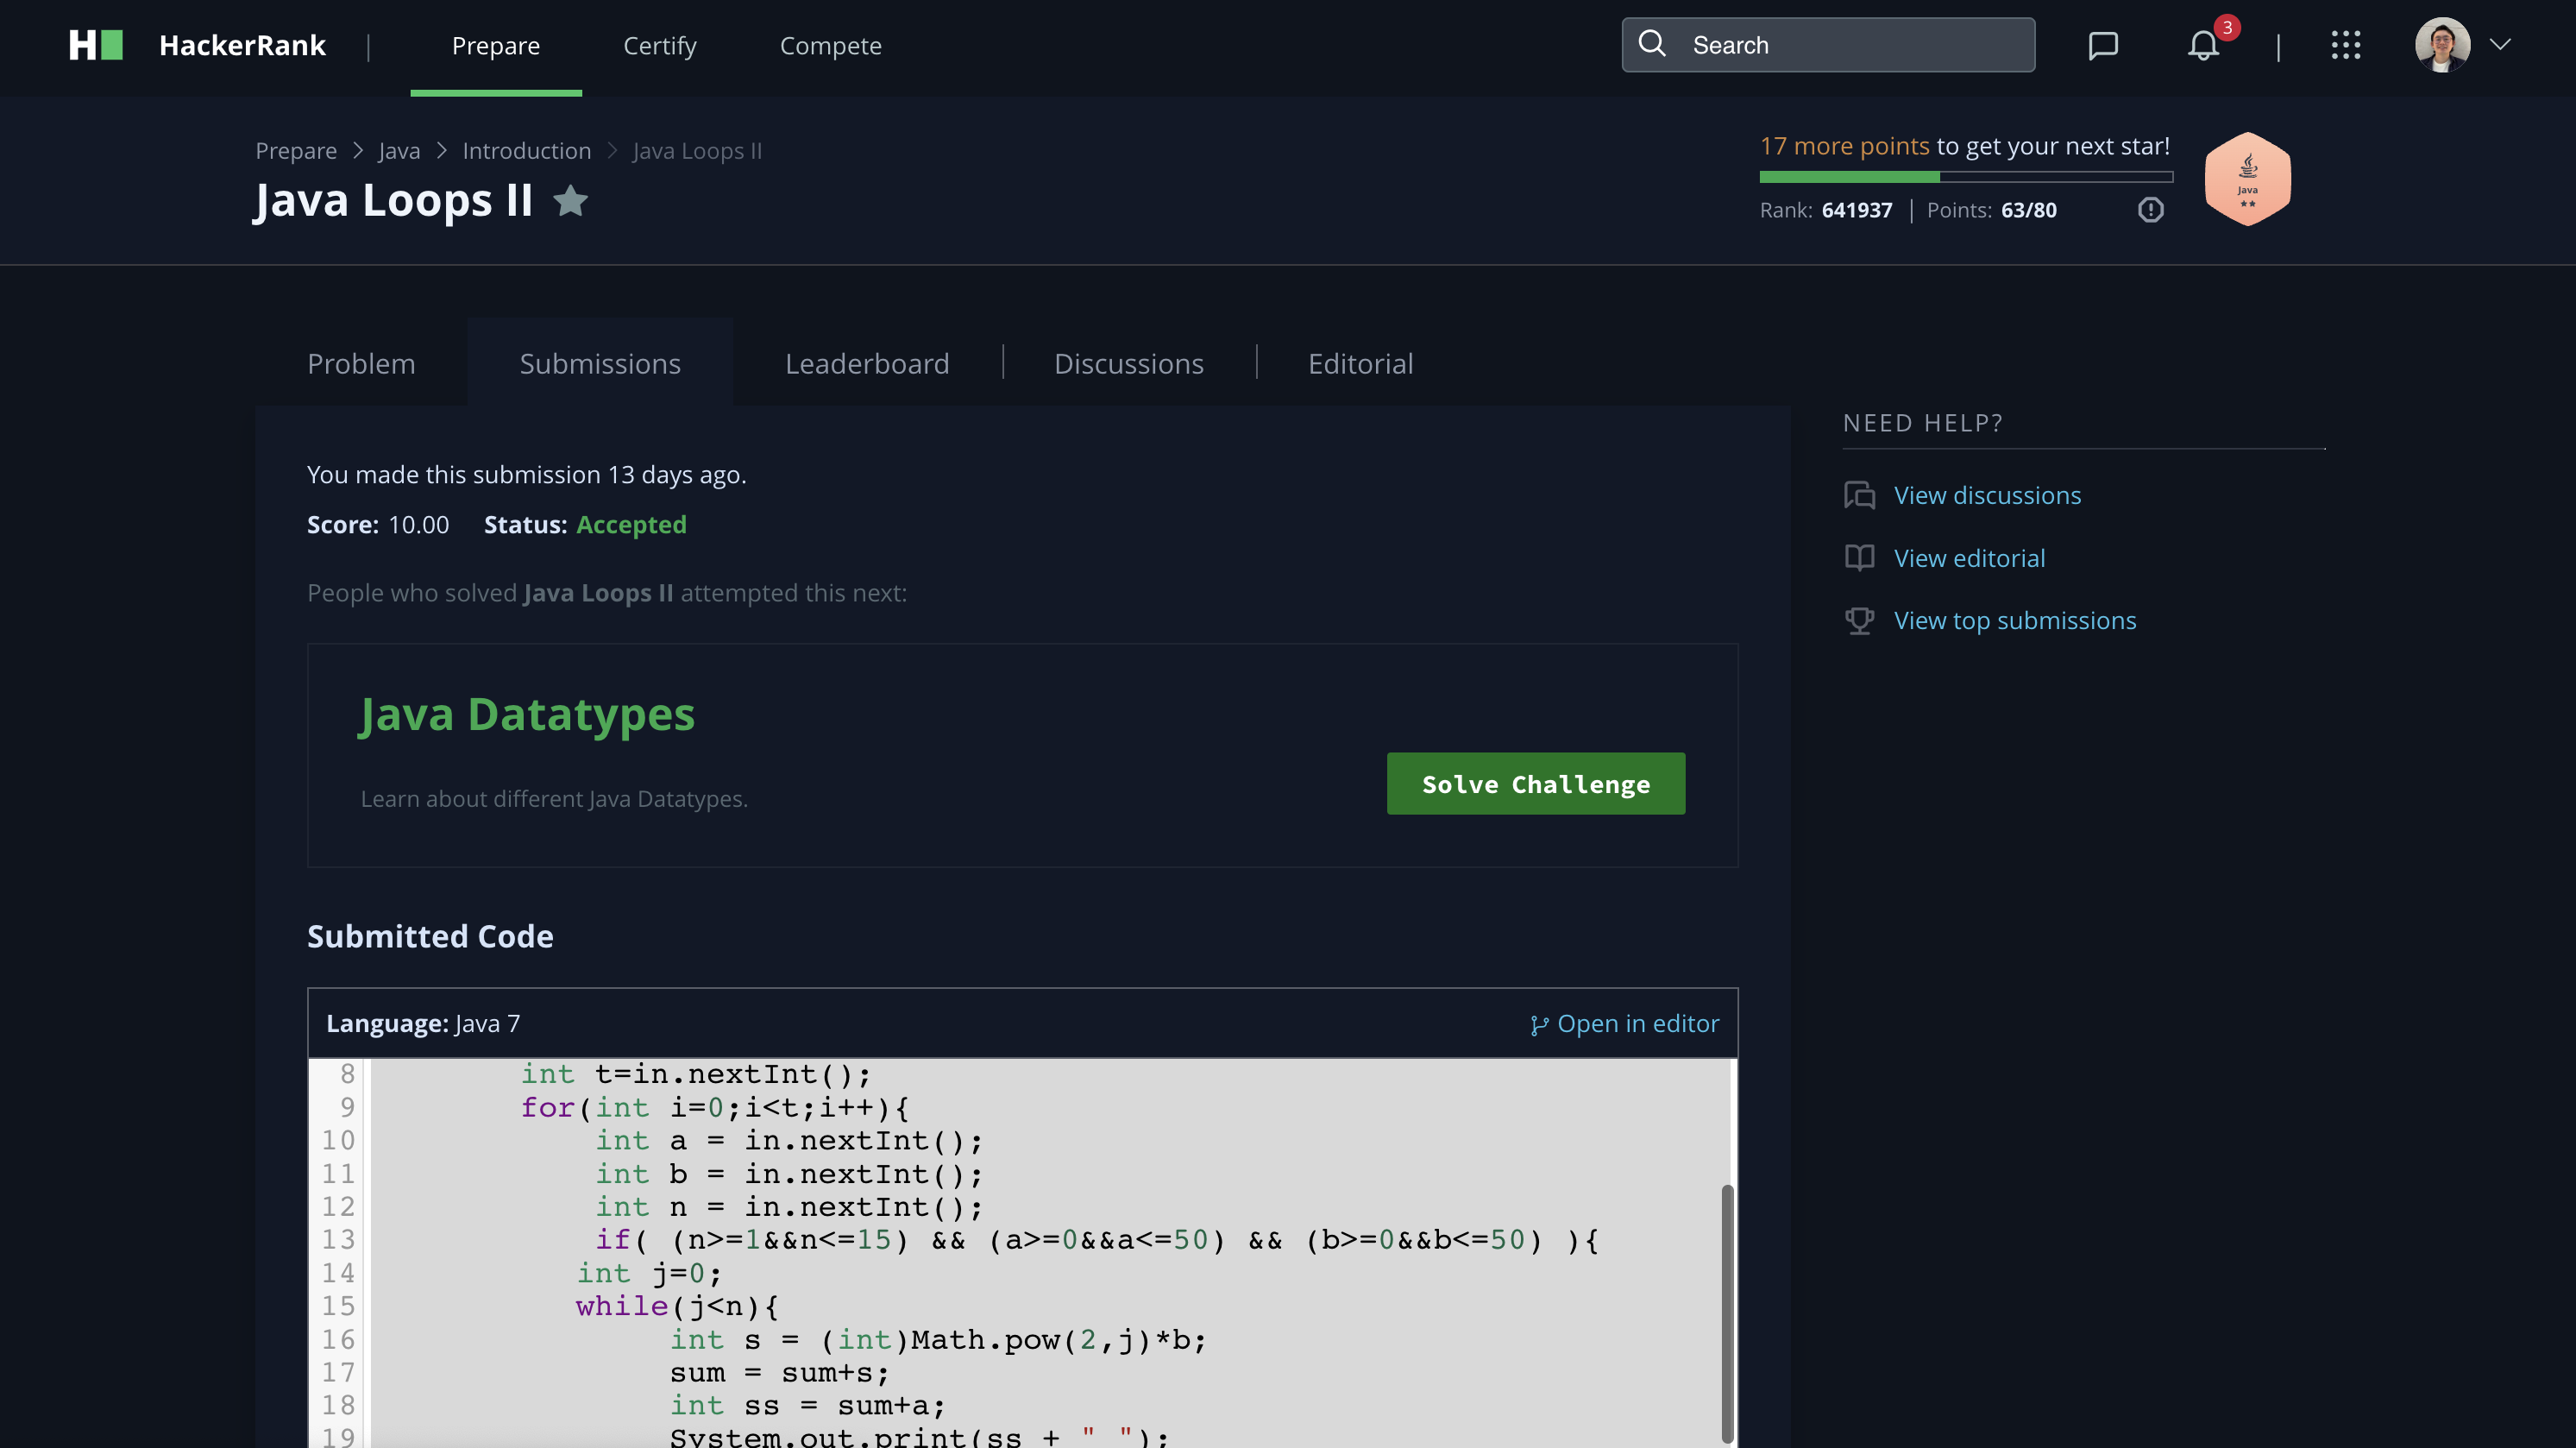 H HackerRank | Prepare Certify Compete Search 3 |
Prepare > Java > Introduction > Java Loops II
Java Loops II
17 more points to get your next star!
Rank: 641937 | Points: 63/80
Java
Problem Submissions Leaderboard Discussions Editorial
You made this submission 13 days ago.
Score: 10.00 Status: Accepted
People who solved Java Loops II attempted this next:
Java Datatypes
Learn about different Java Datatypes.
Solve Challenge
NEED HELP?
View discussions
View editorial
View top submissions
Submitted Code
Language: Java 7 Open in editor
8 int t=in.nextInt();
9 for(int i=0;i<t;i++){
10 int a = in.nextInt();
11 int b = in.nextInt();
12 int n = in.nextInt();
13 if( (n>=1&&n<=15) && (a>=0&&a<=50) && (b>=0&&b<=50) ){
14 int j=0;
15 while(j<n){
16 int s = (int)Math.pow(2,j)*b;
17 sum = sum+s;
18 int ss = sum+a;
19 System.out.print(ss + " ");